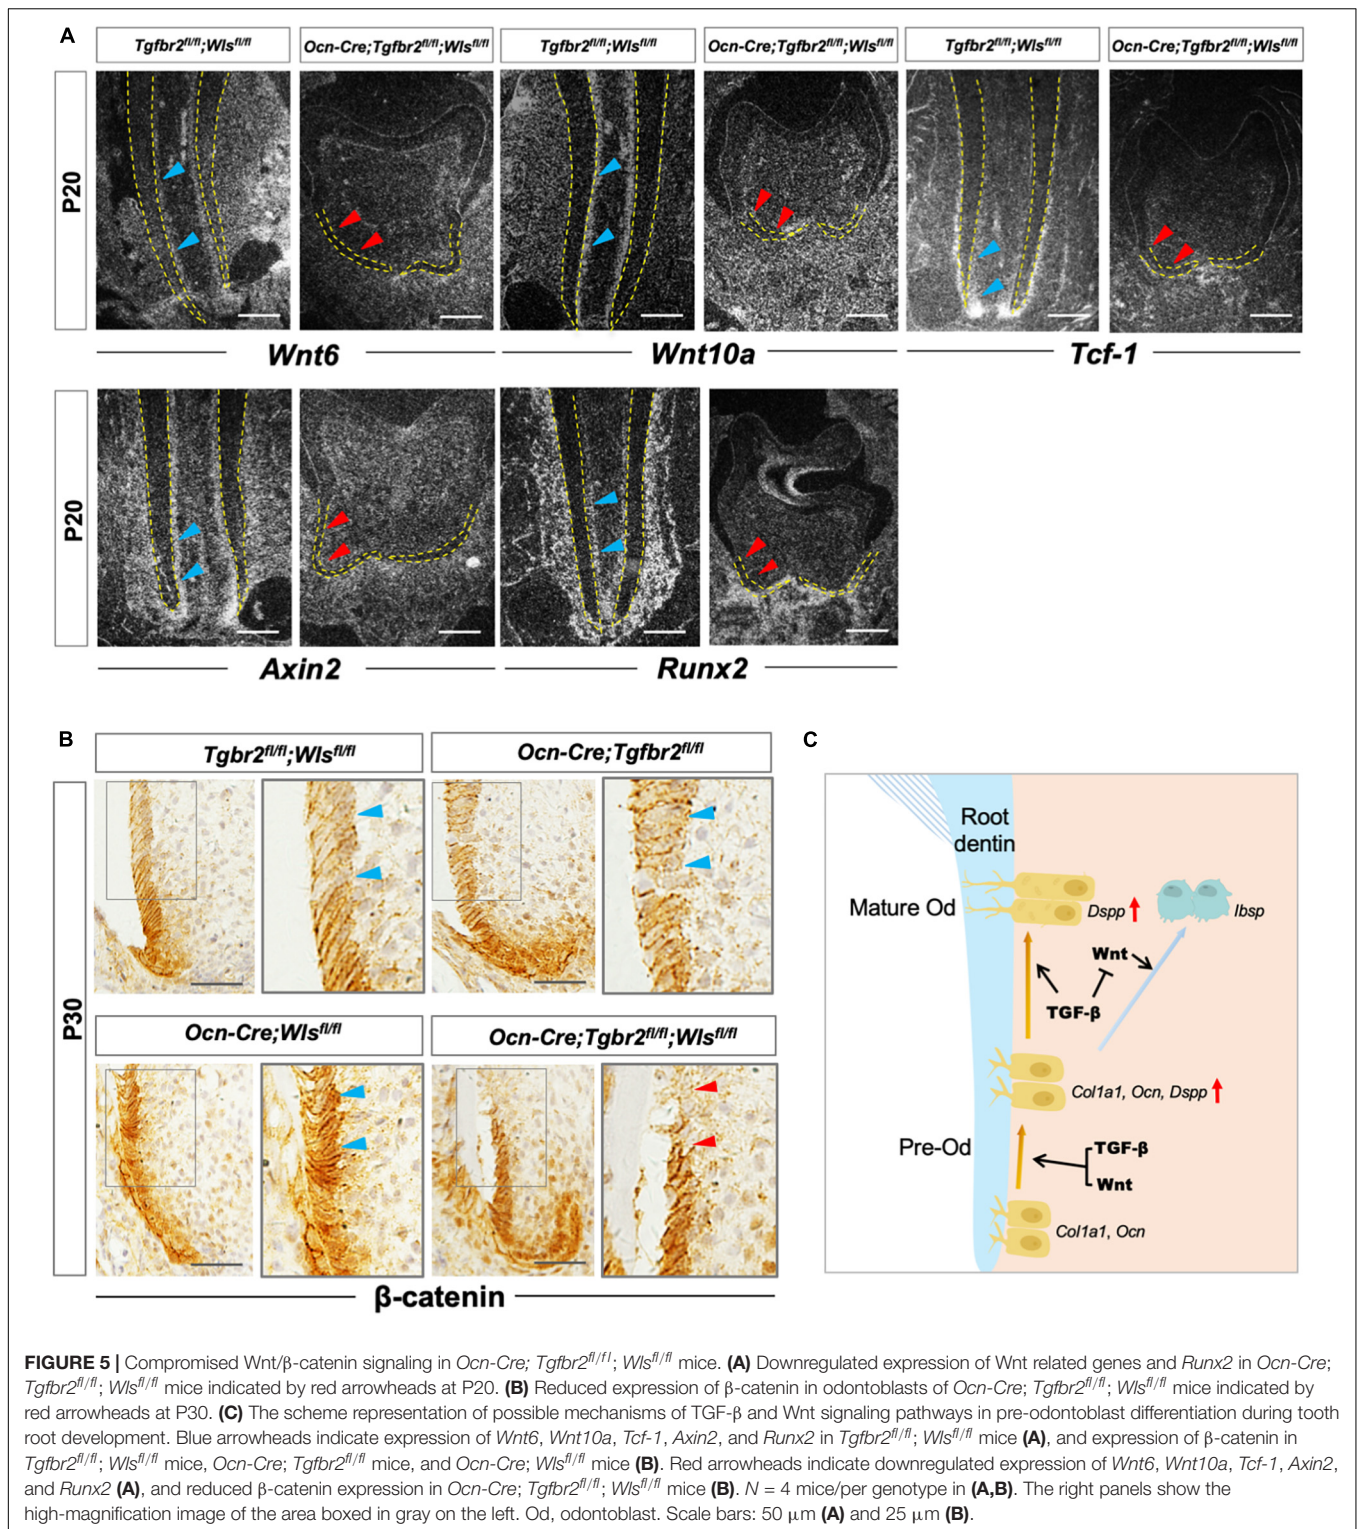 A
Tgfbr2fl/fl;Wlsfl/fl
Ocn-Cre;Tgfbr2fl/fl;Wlsfl/fl
Tgfbr2fl/fl;Wlsfl/fl
Ocn-Cre;Tgfbr2fl/fl;Wlsfl/fl
Tgfbr2fl/fl;Wlsfl/fl
Ocn-Cre;Tgfbr2fl/fl;Wlsfl/fl
P20
Wnt6
Wnt10a
Tcf-1
P20
Axin2
Runx2
B
Tgbr2fl/fl;Wlsfl/fl
Ocn-Cre;Tgfbr2fl/fl
P30
Ocn-Cre;Wlsfl/fl
Ocn-Cre;Tgbr2fl/fl;Wlsfl/fl
β-catenin
C
Root
dentin
Mature Od
Dspp
Ibsp
Wnt
TGF-β
Col1a1, Ocn, Dspp
Pre-Od
TGF-β
Wnt
Col1a1, Ocn
FIGURE 5 | Compromised Wnt/β-catenin signaling in Ocn-Cre; Tgfbr2fl/fl; Wlsfl/fl mice. (A) Downregulated expression of Wnt related genes and Runx2 in Ocn-Cre;
Tgfbr2fl/fl; Wlsfl/fl mice indicated by red arrowheads at P20. (B) Reduced expression of β-catenin in odontoblasts of Ocn-Cre; Tgfbr2fl/fl; Wlsfl/fl mice indicated by
red arrowheads at P30. (C) The scheme representation of possible mechanisms of TGF-β and Wnt signaling pathways in pre-odontoblast differentiation during tooth
root development. Blue arrowheads indicate expression of Wnt6, Wnt10a, Tcf-1, Axin2, and Runx2 in Tgfbr2fl/fl; Wlsfl/fl mice (A), and expression of β-catenin in
Tgfbr2fl/fl; Wlsfl/fl mice, Ocn-Cre; Tgfbr2fl/fl mice, and Ocn-Cre; Wlsfl/fl mice (B). Red arrowheads indicate downregulated expression of Wnt6, Wnt10a, Tcf-1, Axin2,
and Runx2 (A), and reduced β-catenin expression in Ocn-Cre; Tgfbr2fl/fl; Wlsfl/fl mice (B). N = 4 mice/per genotype in (A,B). The right panels show the
high-magnification image of the area boxed in gray on the left. Od, odontoblast. Scale bars: 50 μm (A) and 25 μm (B).